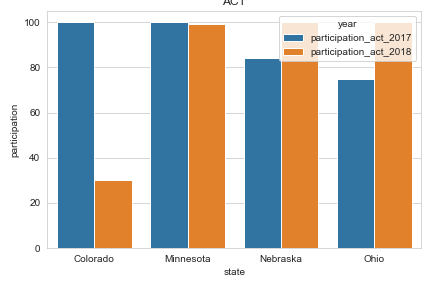 ACT
year
participation_act_2017
participation_act_2018
participation
100
80
60
40
20
0
Colorado Minnesota Nebraska Ohio
state